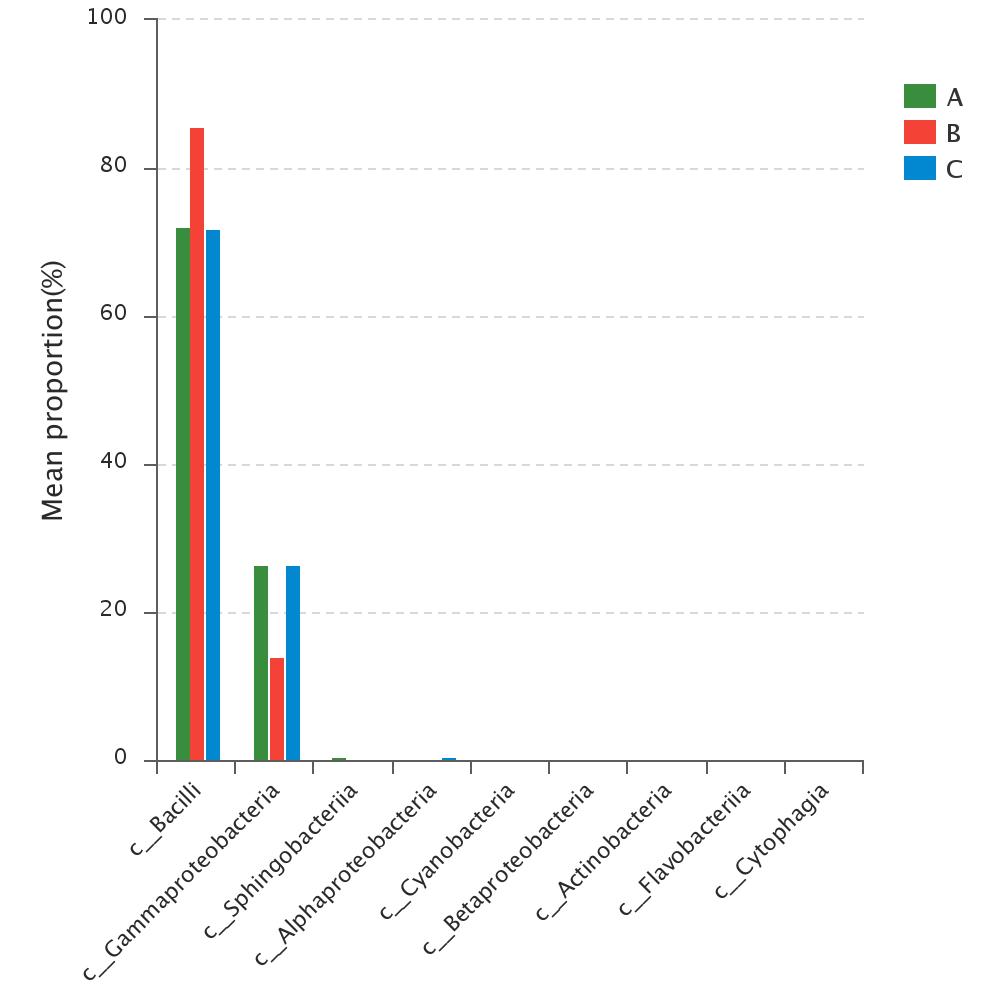 Mean proportion(%)
100
80
60
40
20
0
c__Bacilli
c__Gammaproteobacteria
c__Sphingobacteriia
c__Alphaproteobacteria
c__Cyanobacteria
c__Betaproteobacteria
c__Actinobacteria
c__Flavobacteriia
c__Cytophagia
A
B
C